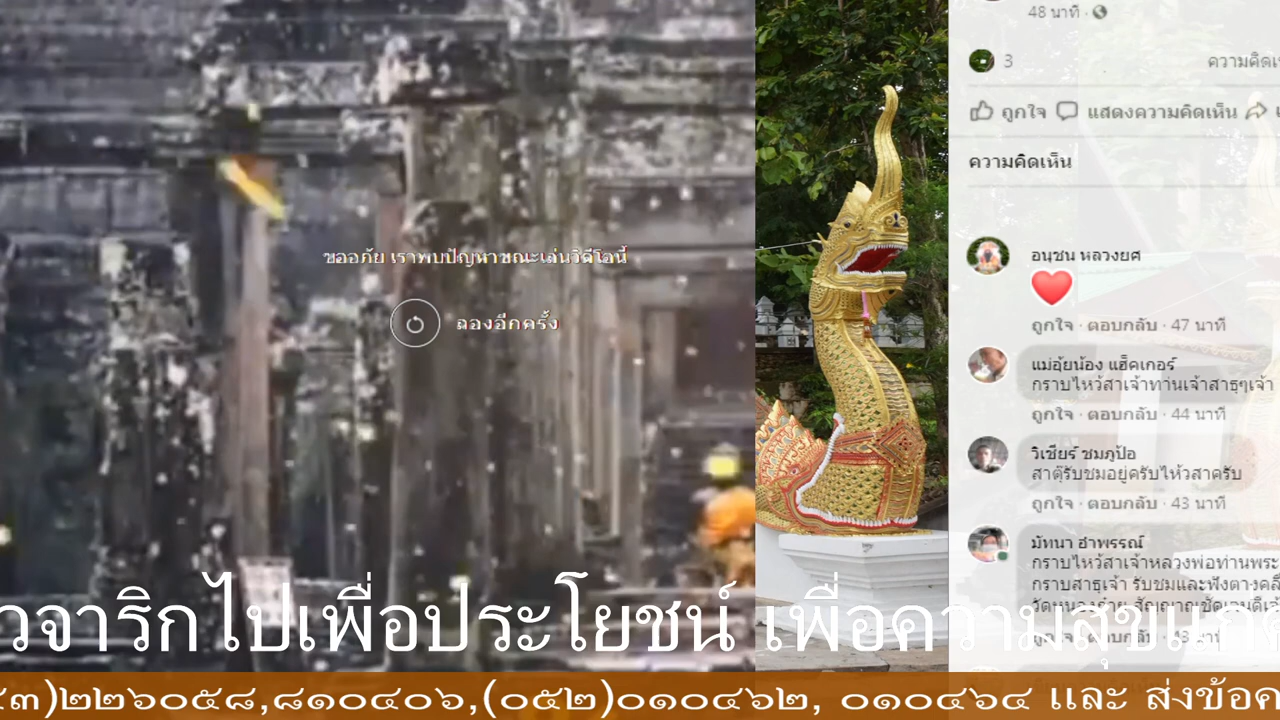 ขออภัย เราพบปัญหาขณะเล่นวิดีโอนี้
ลองอีกครั้ง
48 นาที ·
3
ถูกใจ แสดงความคิดเห็น
ความคิดเห็น
อนุชน หลวงยศ
ถูกใจ · ตอบกลับ · 47 นาที
แม่อุ้ยน้อง แฮ็คเกอร์
กราบไหว้สาเจ้าท่านเจ้าสาธุๆเจ้า
ถูกใจ · ตอบกลับ · 44 นาที
วิเชียร์ ชมภูป้อ
สาตุ๊รับชมอยู่ครับไหว้สาครับ
ถูกใจ · ตอบกลับ · 43 นาที
มัทนา อำพรรณ์
กราบไหว้สาเจ้าหลวงพ่อท่านพระ
กราบสาธุเจ้า รับชมและฟังตาง
ถูกใจ · ตอบกลับ · 43
วจาริกไปเพื่อประโยชน์ เพื่อความสุขแก่
๓)๒๒๖๐๕๘,๘๑๐๔๐๖,(๐๕๒)๐๑๐๔๖๒, ๐๑๐๔๖๔ และ ส่งข้อค